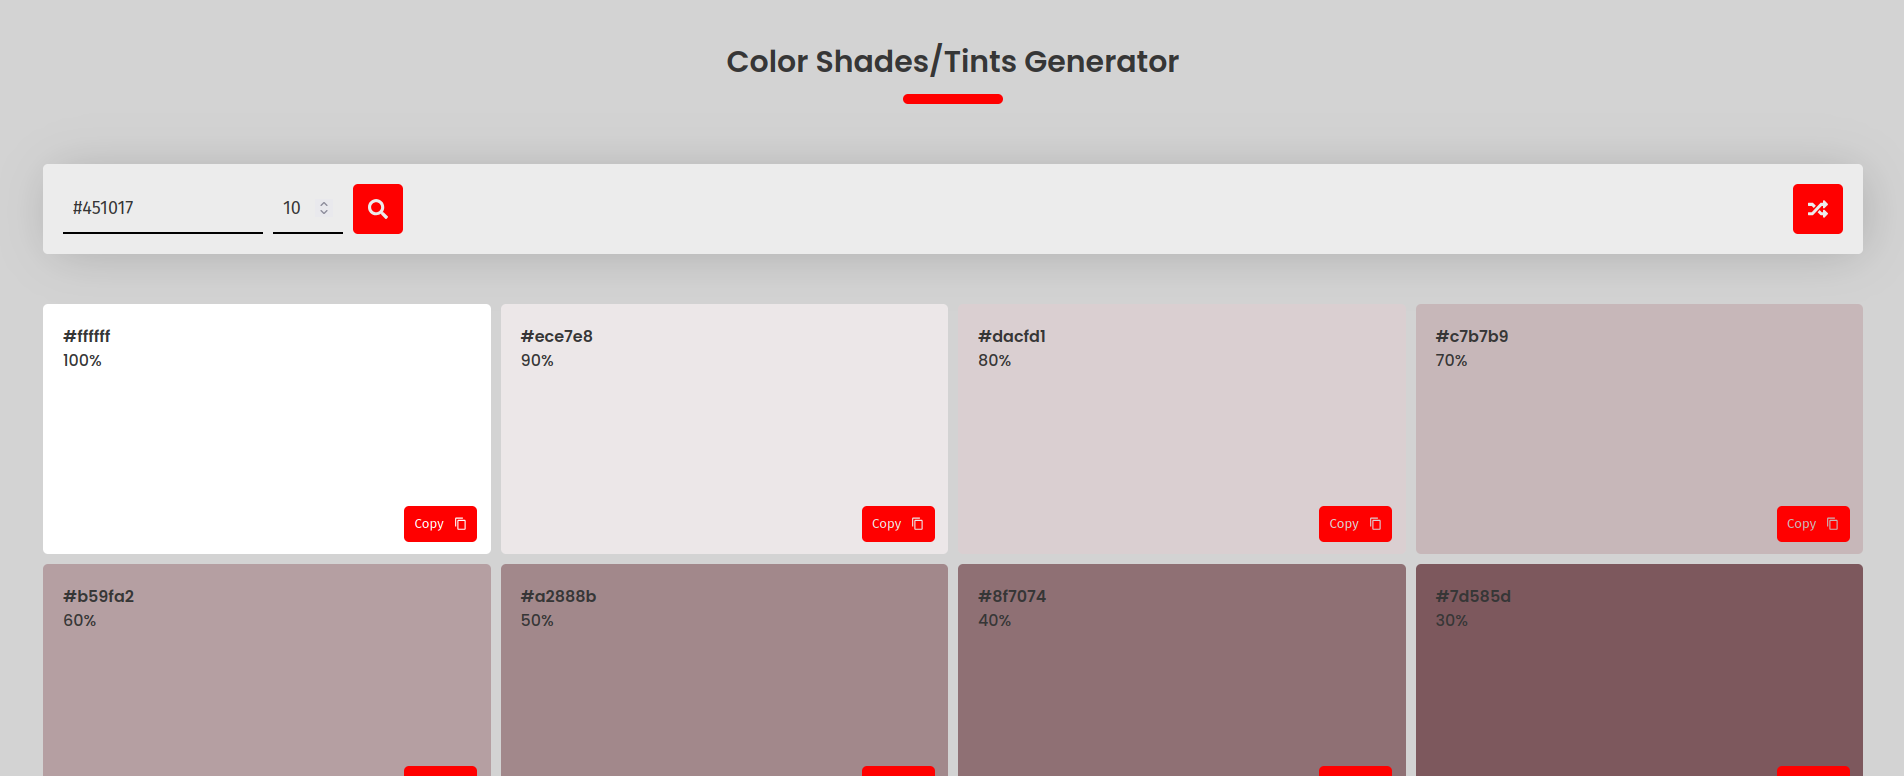 Color Shades/Tints Generator
#451017
10
#ffffff
100%
Copy
#ece7e8
90%
Copy
#dacfd1
80%
Copy
#c7b7b9
70%
Copy
#b59fa2
60%
#a2888b
50%
#8f7074
40%
#7d585d
30%